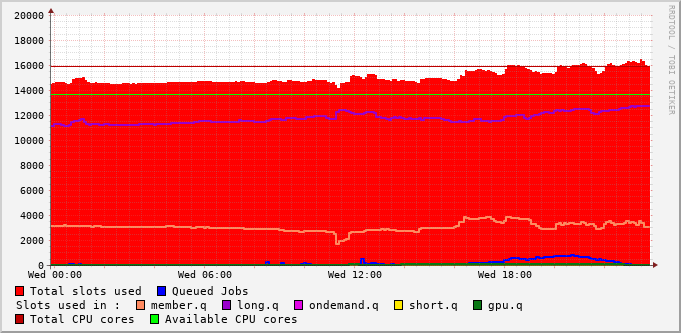 RRDTOOL / TOBI OETIKER
20000
18000
16000
14000
12000
10000
8000
6000
4000
2000
0
Wed 00:00 Wed 06:00 Wed 12:00 Wed 18:00
Total slots used Queued Jobs
Slots used in : member.q long.q ondemand.q short.q gpu.q
Total CPU cores Available CPU cores